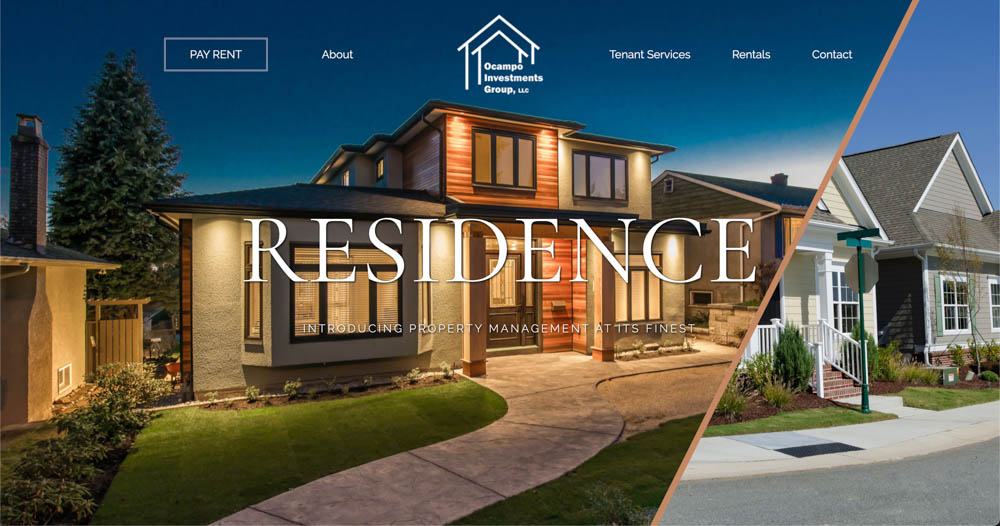 PAY RENT
About
Ocampo
Investments
Group, LLC
Tenant Services
Rentals
Contact
RESIDENCE
INTRODUCING PROPERTY MANAGEMENT AT ITS FINEST